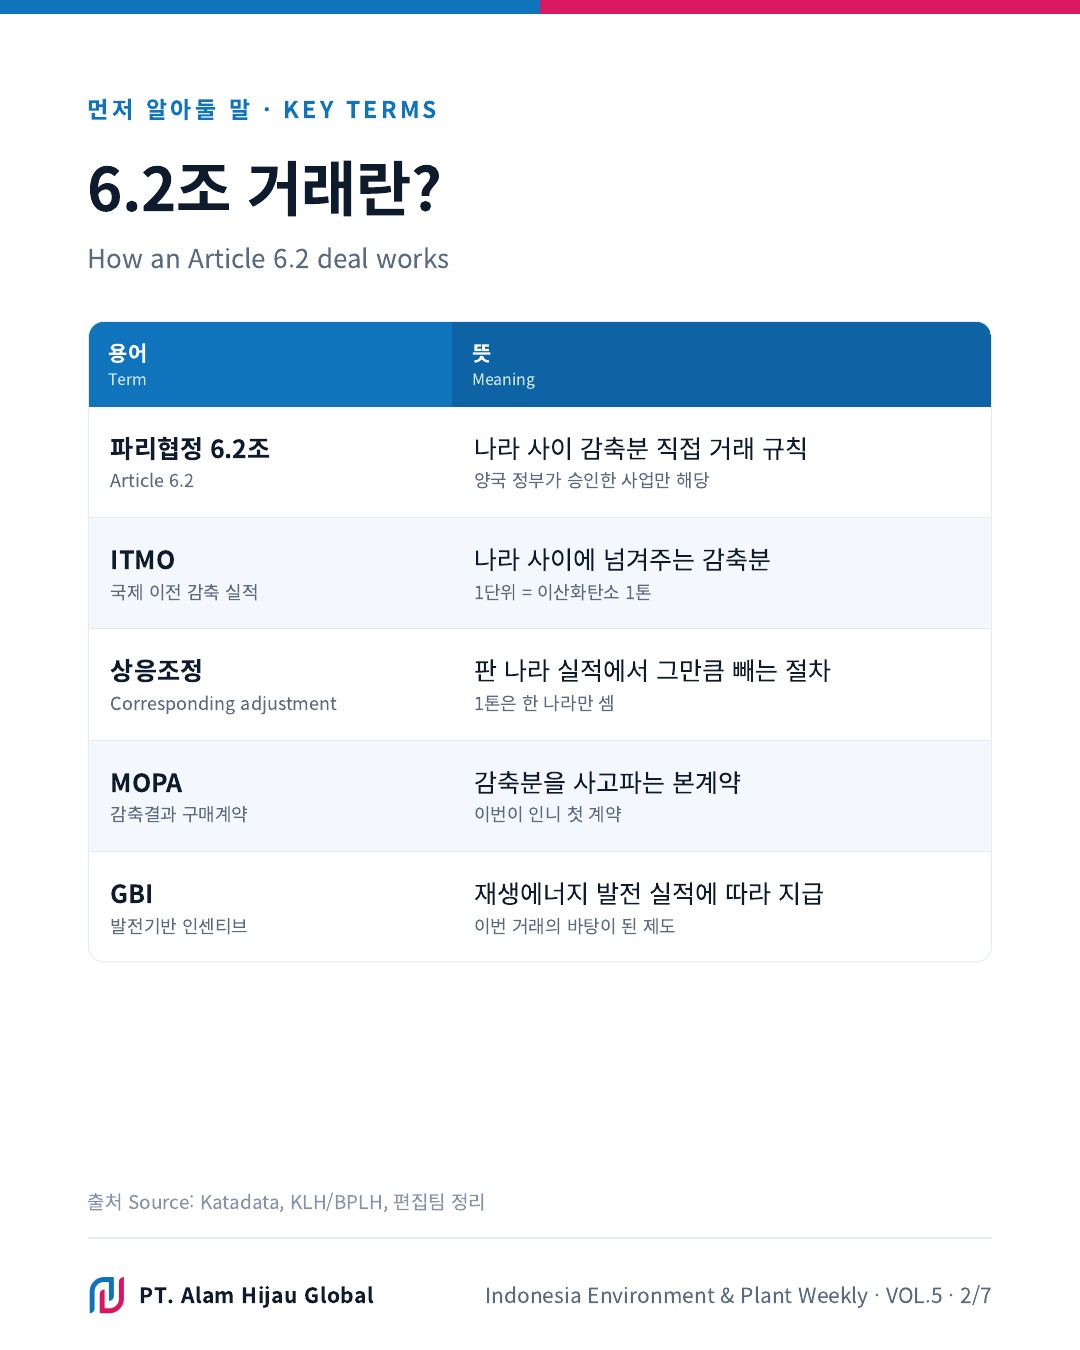 먼저 알아둘 말 · KEY TERMS
6.2조 거래란?
How an Article 6.2 deal works
용어
Term
뜻
Meaning
파리협정 6.2조
Article 6.2
나라 사이 감축분 직접 거래 규칙
양국 정부가 승인한 사업만 해당
ITMO
국제 이전 감축 실적
나라 사이에 넘겨주는 감축분
1단위 = 이산화탄소 1톤
상응조정
Corresponding adjustment
판 나라 실적에서 그만큼 빼는 절차
1톤은 한 나라만 셈
MOPA
감축결과 구매계약
감축분을 사고파는 본계약
이번이 인니 첫 계약
GBI
발전기반 인센티브
재생에너지 발전 실적에 따라 지급
이번 거래의 바탕이 된 제도
출처 Source: Katadata, KLH/BPLH, 편집팀 정리
PT. Alam Hijau Global
Indonesia Environment & Plant Weekly · VOL.5 · 2/7